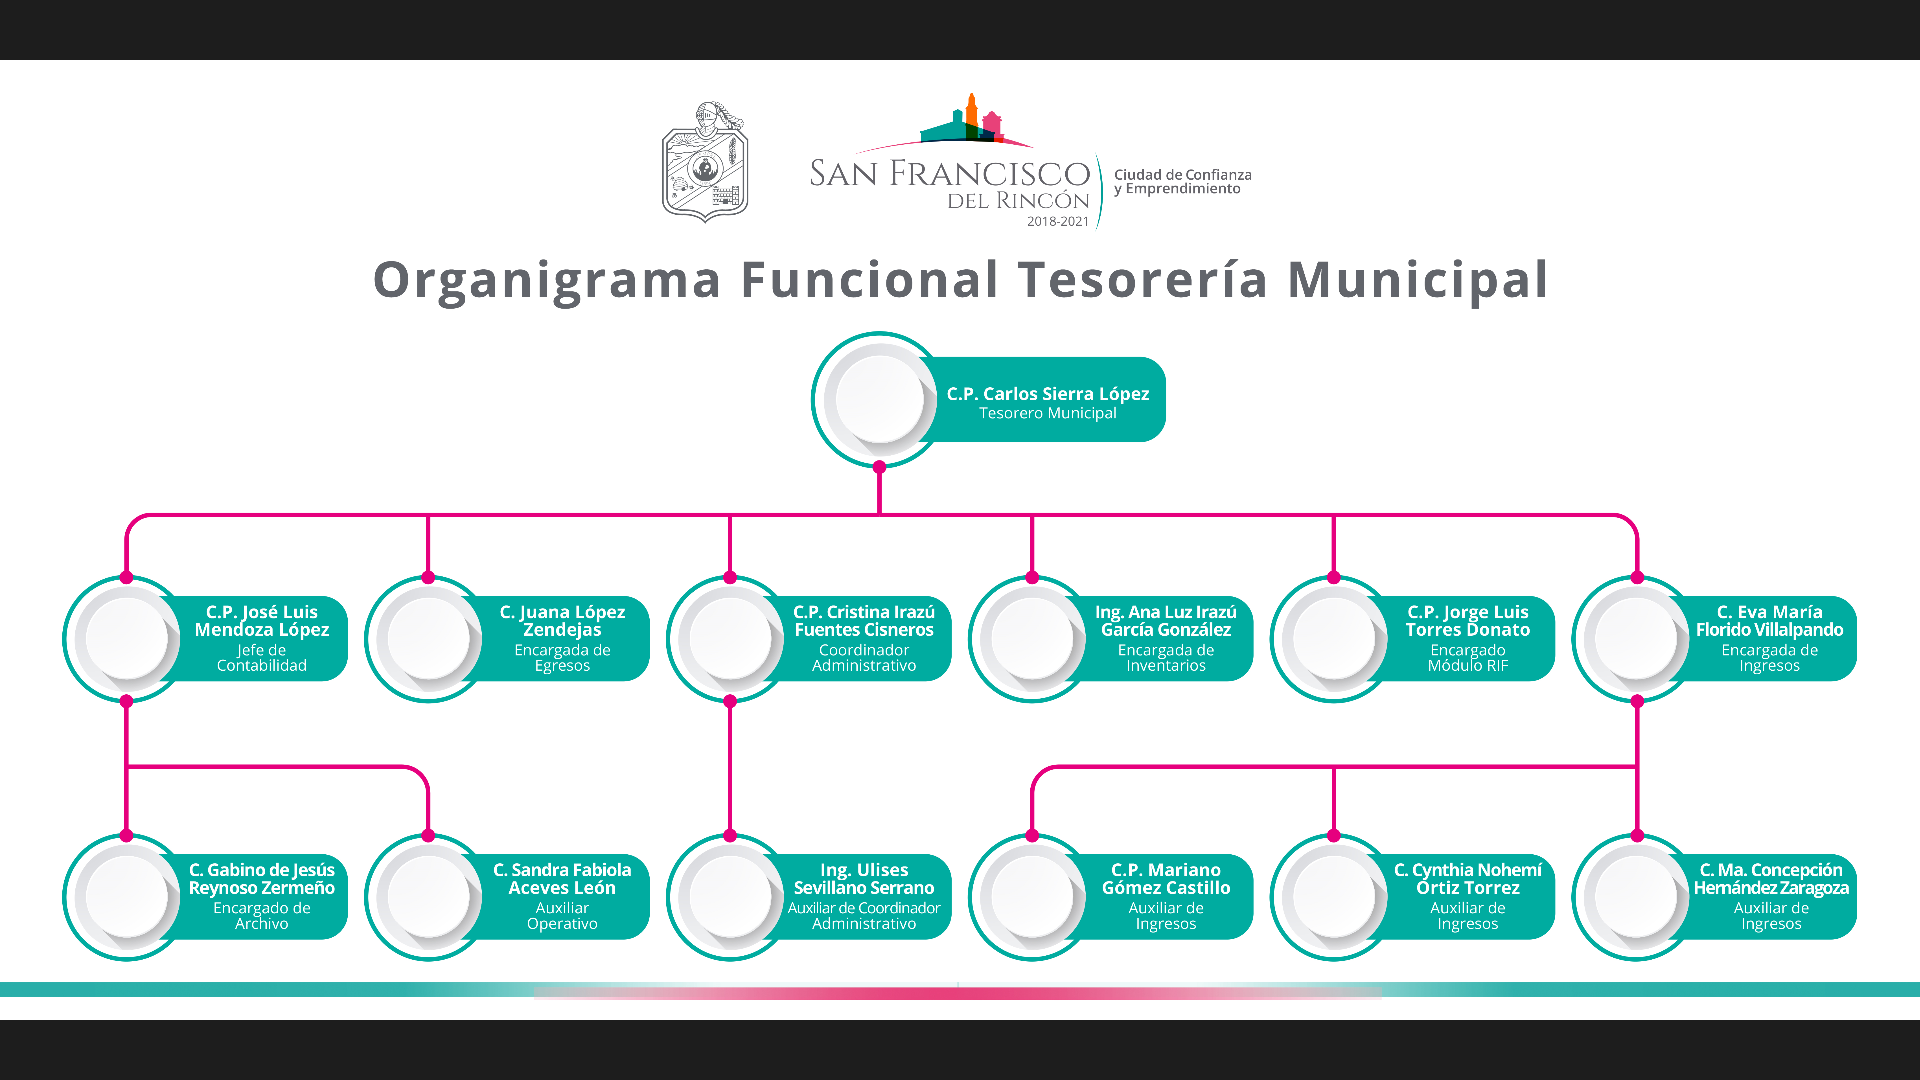 SAN FRANCISCO
DEL RINCÓN
2018-2021
Ciudad de Confianza
y Emprendimiento
Organigrama Funcional Tesorería Municipal
C.P. Carlos Sierra López
Tesorero Municipal
C.P. José Luis
Mendoza López
Jefe de
Contabilidad
C. Juana López
Zendejas
Encargada de
Egresos
C.P. Cristina Irazú
Fuentes Cisneros
Coordinador
Administrativo
Ing. Ana Luz Irazú
García González
Encargada de
Inventarios
C.P. Jorge Luis
Torres Donato
Encargado
Módulo RIF
C. Eva María
Florido Villalpando
Encargada de
Ingresos
C. Gabino de Jesús
Reynoso Zermeño
Encargado de
Archivo
C. Sandra Fabiola
Aceves León
Auxiliar
Operativo
Ing. Ulises
Sevillano Serrano
Auxiliar de Coordinador
Administrativo
C.P. Mariano
Gómez Castillo
Auxiliar de
Ingresos
C. Cynthia Nohemí
Ortiz Torrez
Auxiliar de
Ingresos
C. Ma. Concepción
Hernández Zaragoza
Auxiliar de
Ingresos